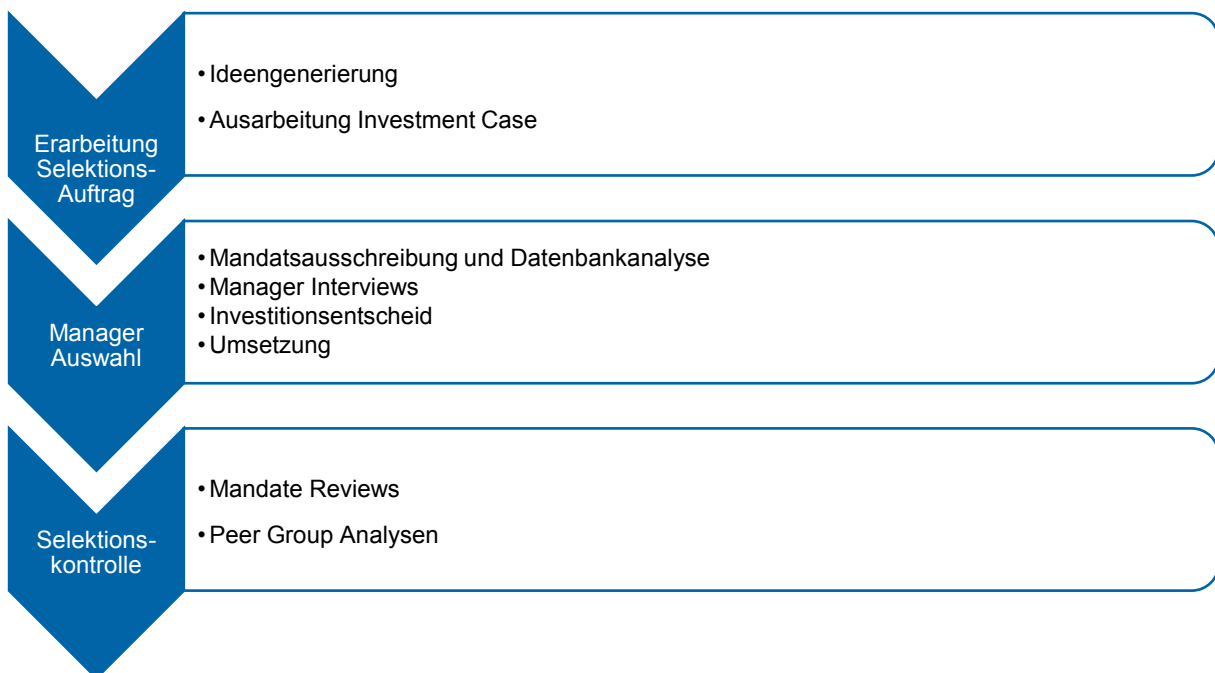 Erarbeitung
Selektions-
Auftrag
• Ideengenerierung
• Ausarbeitung Investment Case
Manager
Auswahl
• Mandatsausschreibung und Datenbankanalyse
• Manager Interviews
• Investitionsentscheid
• Umsetzung
Selektions-
kontrolle
• Mandate Reviews
• Peer Group Analysen